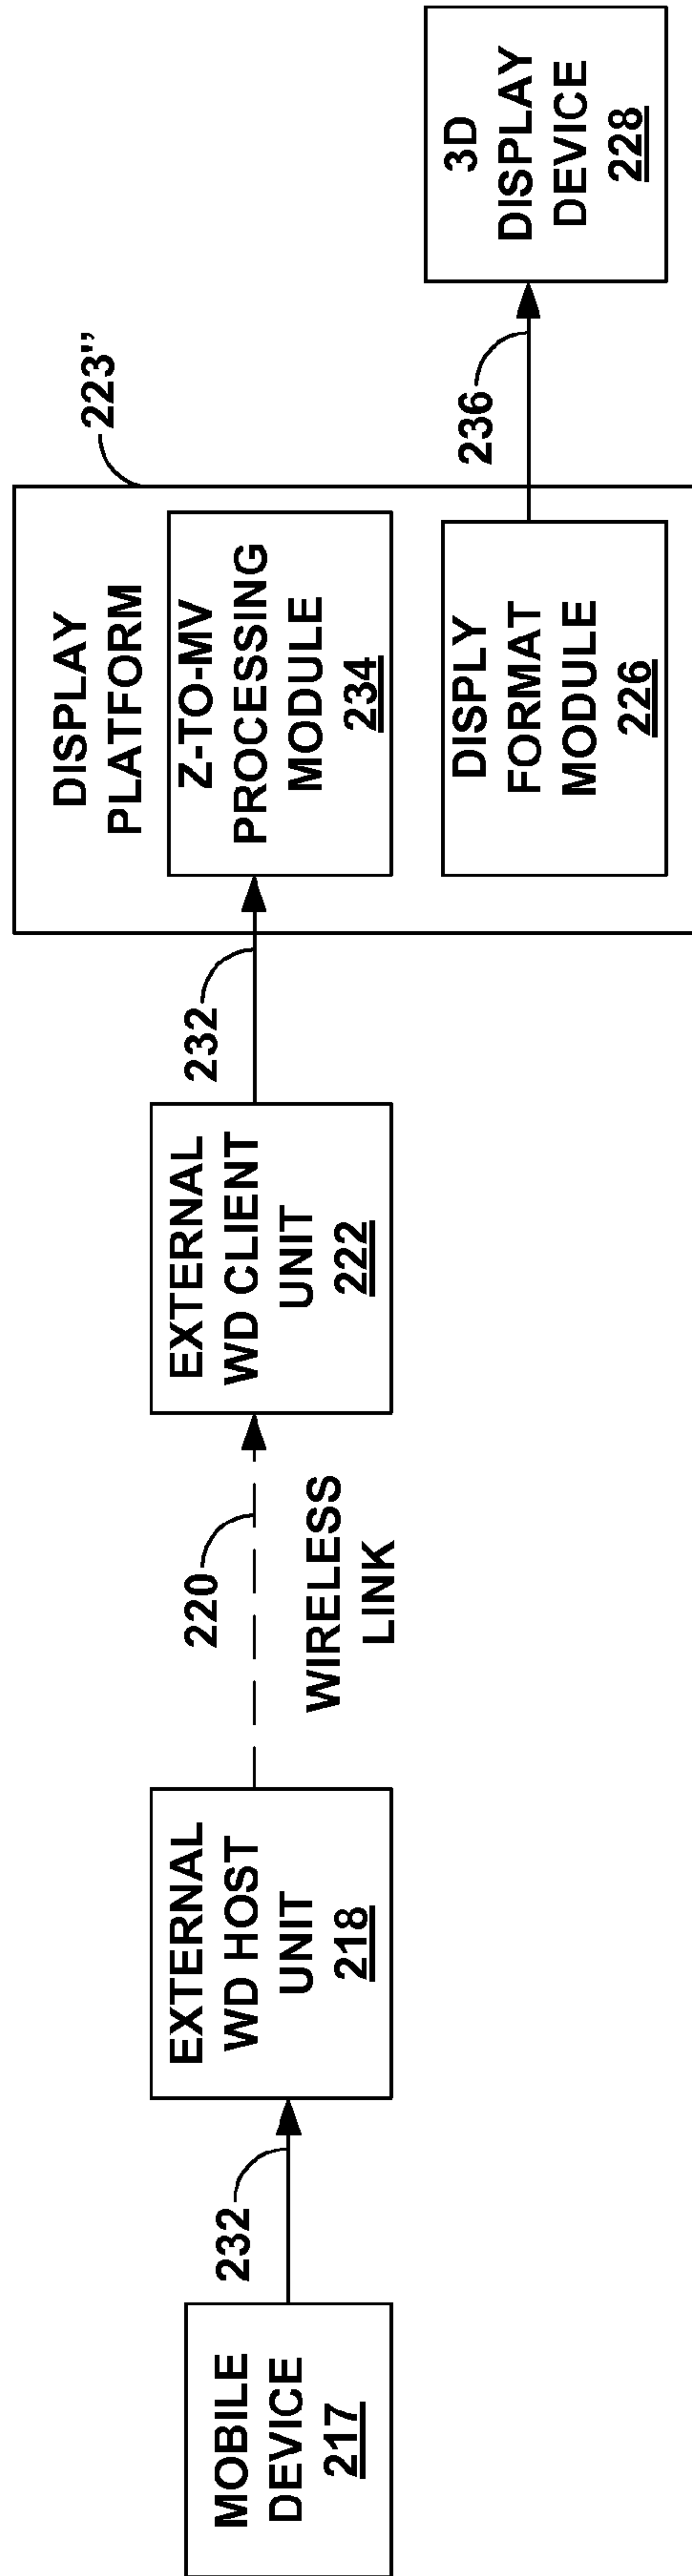 MOBILE
DEVICE
217
232
EXTERNAL
WD HOST
UNIT
218
220
WIRELESS
LINK
EXTERNAL
WD CLIENT
UNIT
222
232
223"
DISPLAY
PLATFORM
Z-TO-MV
PROCESSING
MODULE
234
DISPLY
FORMAT
MODULE
226
236
3D
DISPLAY
DEVICE
228